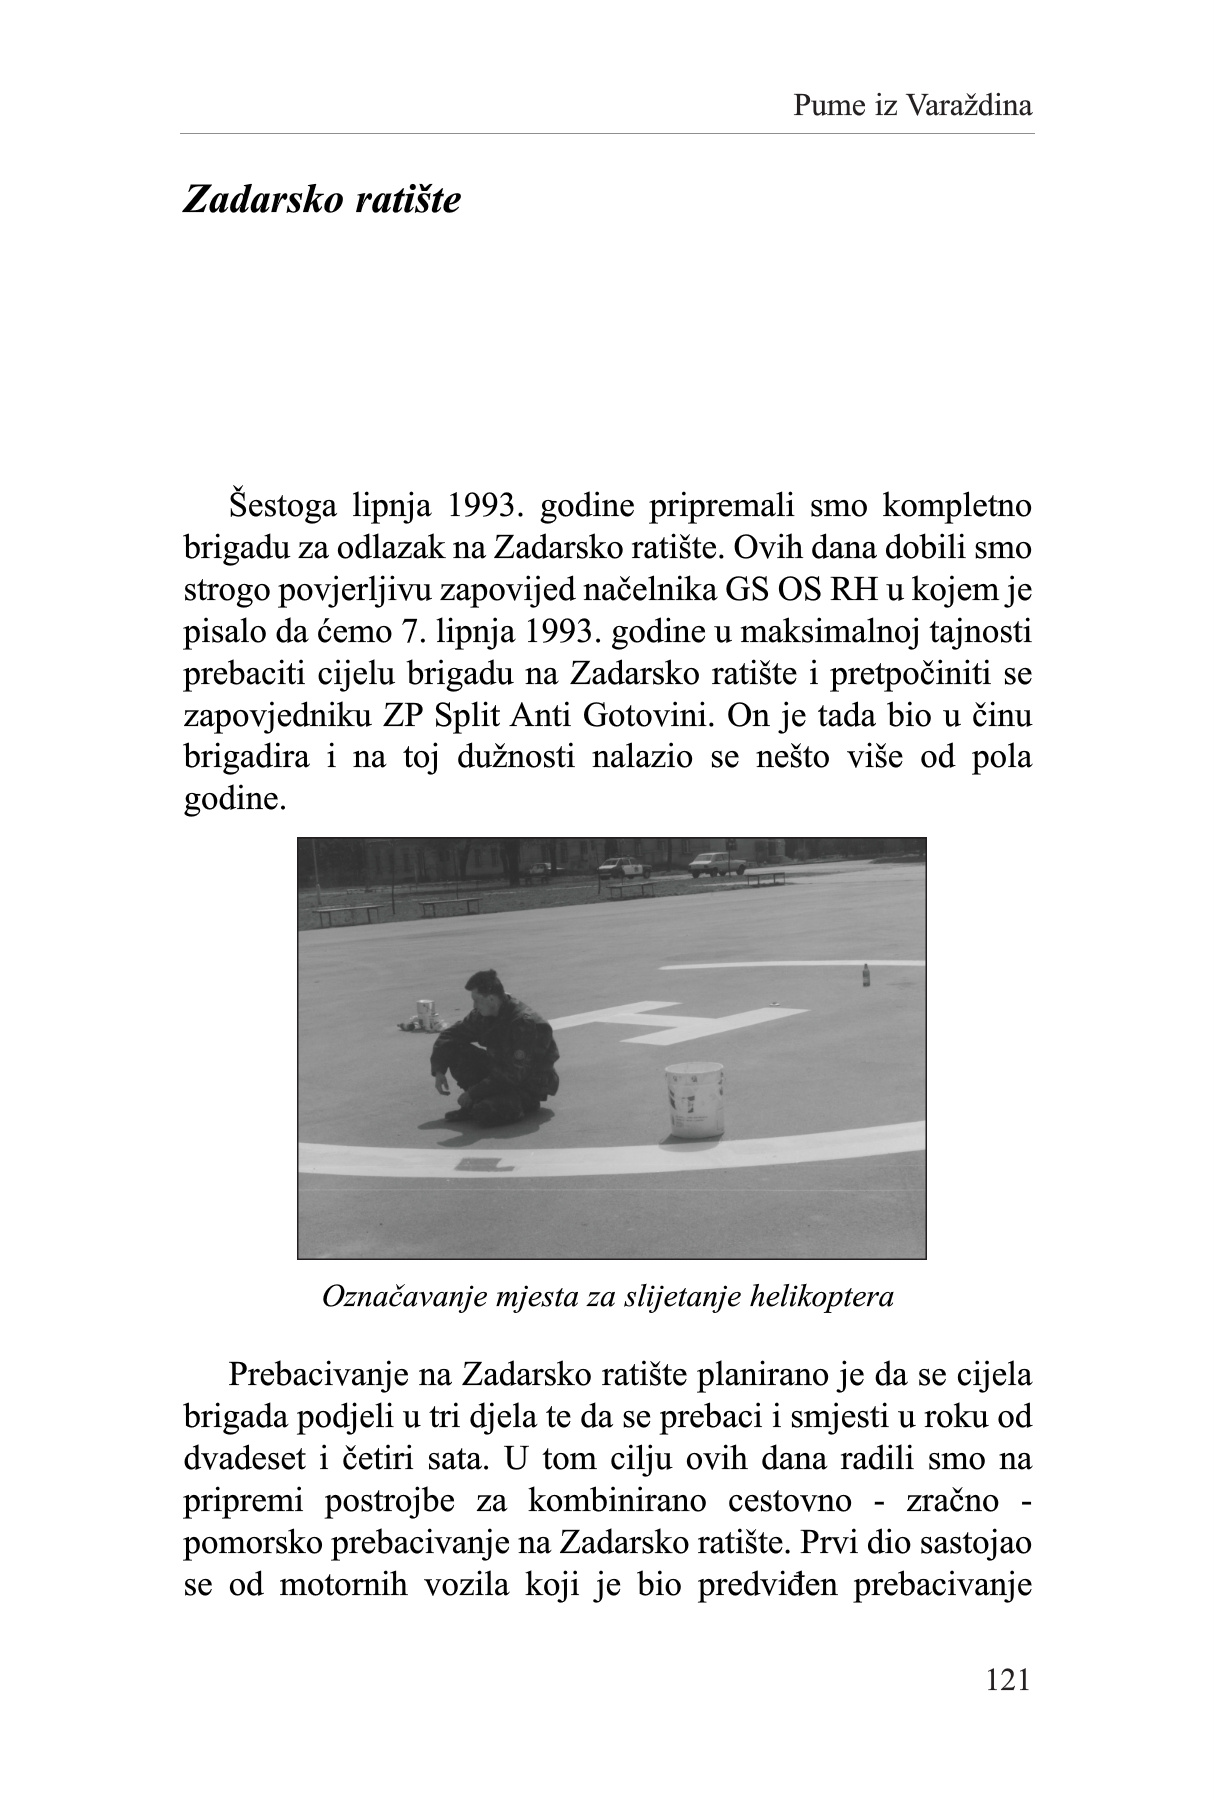 Pume iz Varaždina
Zadarsko ratište
Šestoga lipnja 1993. godine pripremali smo kompletno
brigadu za odlazak na Zadarsko ratište. Ovih dana dobili smo
strogo povjerljivu zapovijed načelnika GS OS RH u kojem je
pisalo da ćemo 7. lipnja 1993. godine u maksimalnoj tajnosti
prebaciti cijelu brigadu na Zadarsko ratište i pretpočiniti se
zapovjedniku ZP Split Anti Gotovini. On je tada bio u činu
brigadira i na toj dužnosti nalazio se nešto više od pola
godine.
H
Označavanje mjesta za slijetanje helikoptera
Prebacivanje na Zadarsko ratište planirano je da se cijela
brigada podjeli u tri djela te da se prebaci i smjesti u roku od
dvadeset i četiri sata. U tom cilju ovih dana radili smo na
pripremi postrojbe za kombinirano cestovno - zračno -
pomorsko prebacivanje na Zadarsko ratište. Prvi dio sastojao
se od motornih vozila koji je bio predviđen prebacivanje
121